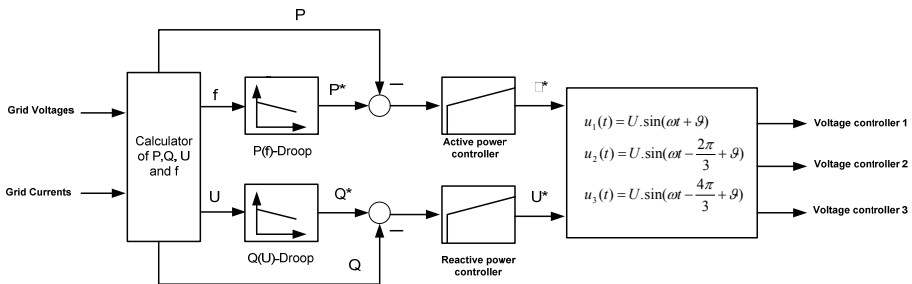 P
Grid Voltages
Grid Currents
Calculator
of P,Q, U
and f
f
P(f)-Droop
P*
−
Active power
controller
□*
U
Q(U)-Droop
Q*
−
Q
Reactive power
controller
U*
u₁(t) = U.sin(ωt + ϑ)
u₂(t) = U.sin(ωt − 2π/3 + ϑ)
u₃(t) = U.sin(ωt − 4π/3 + ϑ)
Voltage controller 1
Voltage controller 2
Voltage controller 3